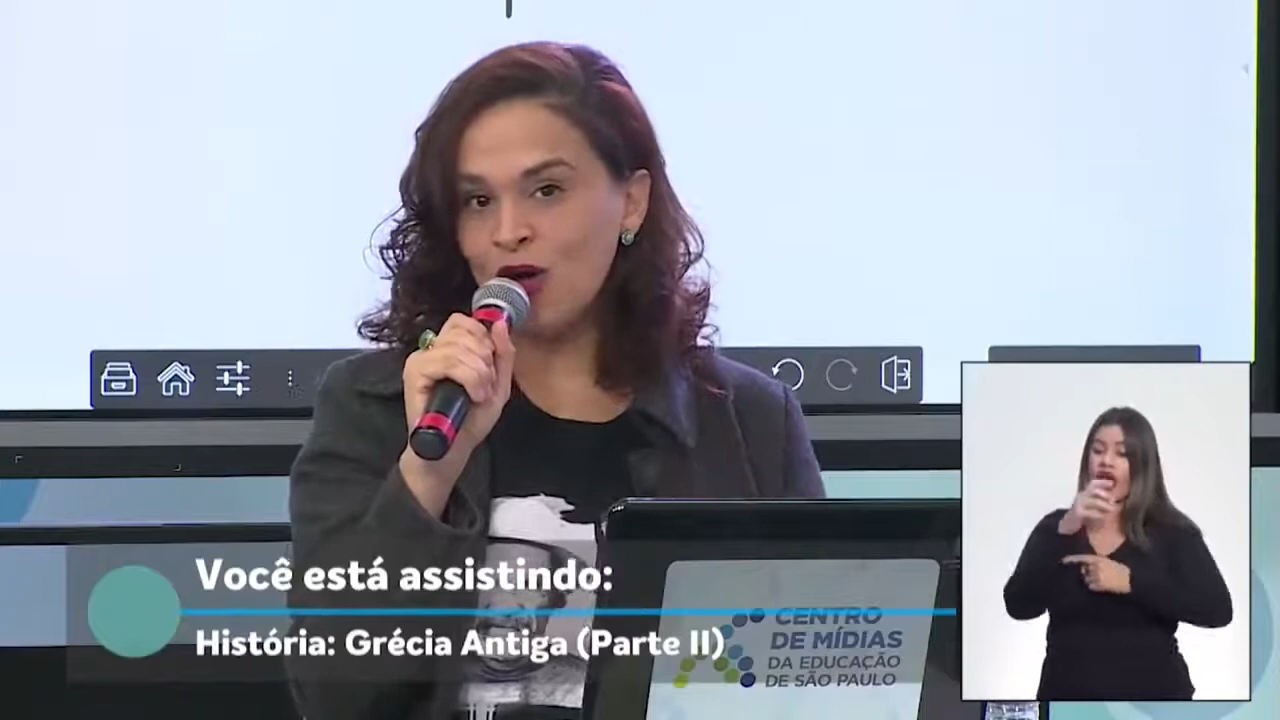 Você está assistindo:
História: Grécia Antiga (Parte II)
CENTRO
DE MÍDIAS
DA EDUCAÇÃO
DE SÃO PAULO